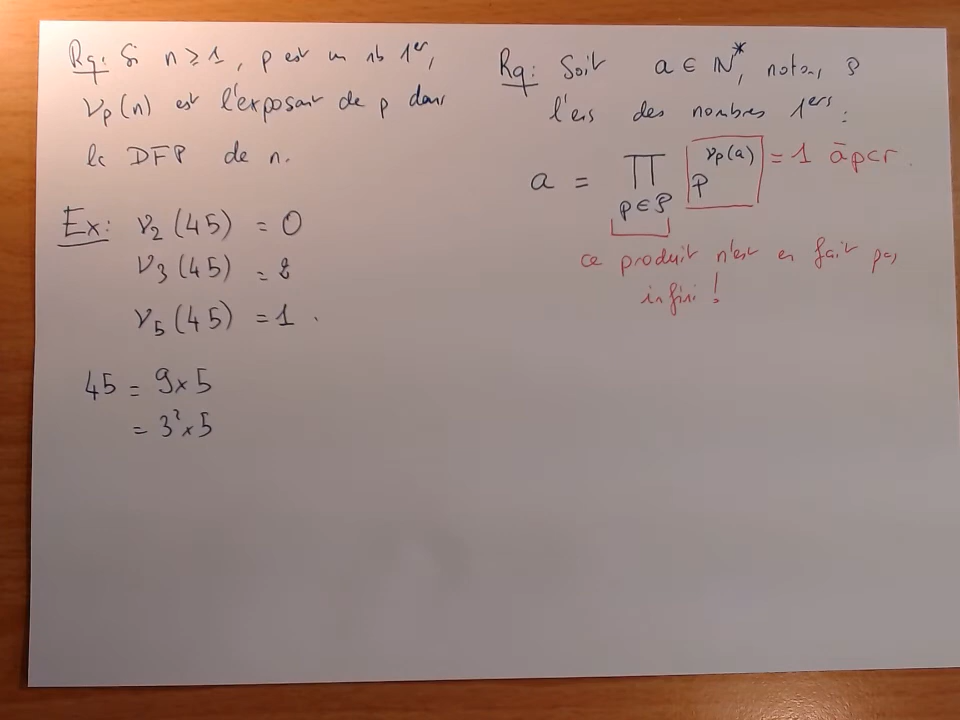 Rq: Si n ≥ 1, p est un nb 1er,
νp(n) est l'exposant de p dans
la DFP de n.
Ex: ν2(45) = 0
ν3(45) = 2
ν5(45) = 1.
45 = 9×5
= 3²×5
Rq: Soit a ∈ ℕ*, notons 𝒫
l'ens des nombres 1ers:
a = ∏ p∈𝒫 p^νp(a) = 1 àpcr.
ce produit n'est en fait pas
infini!